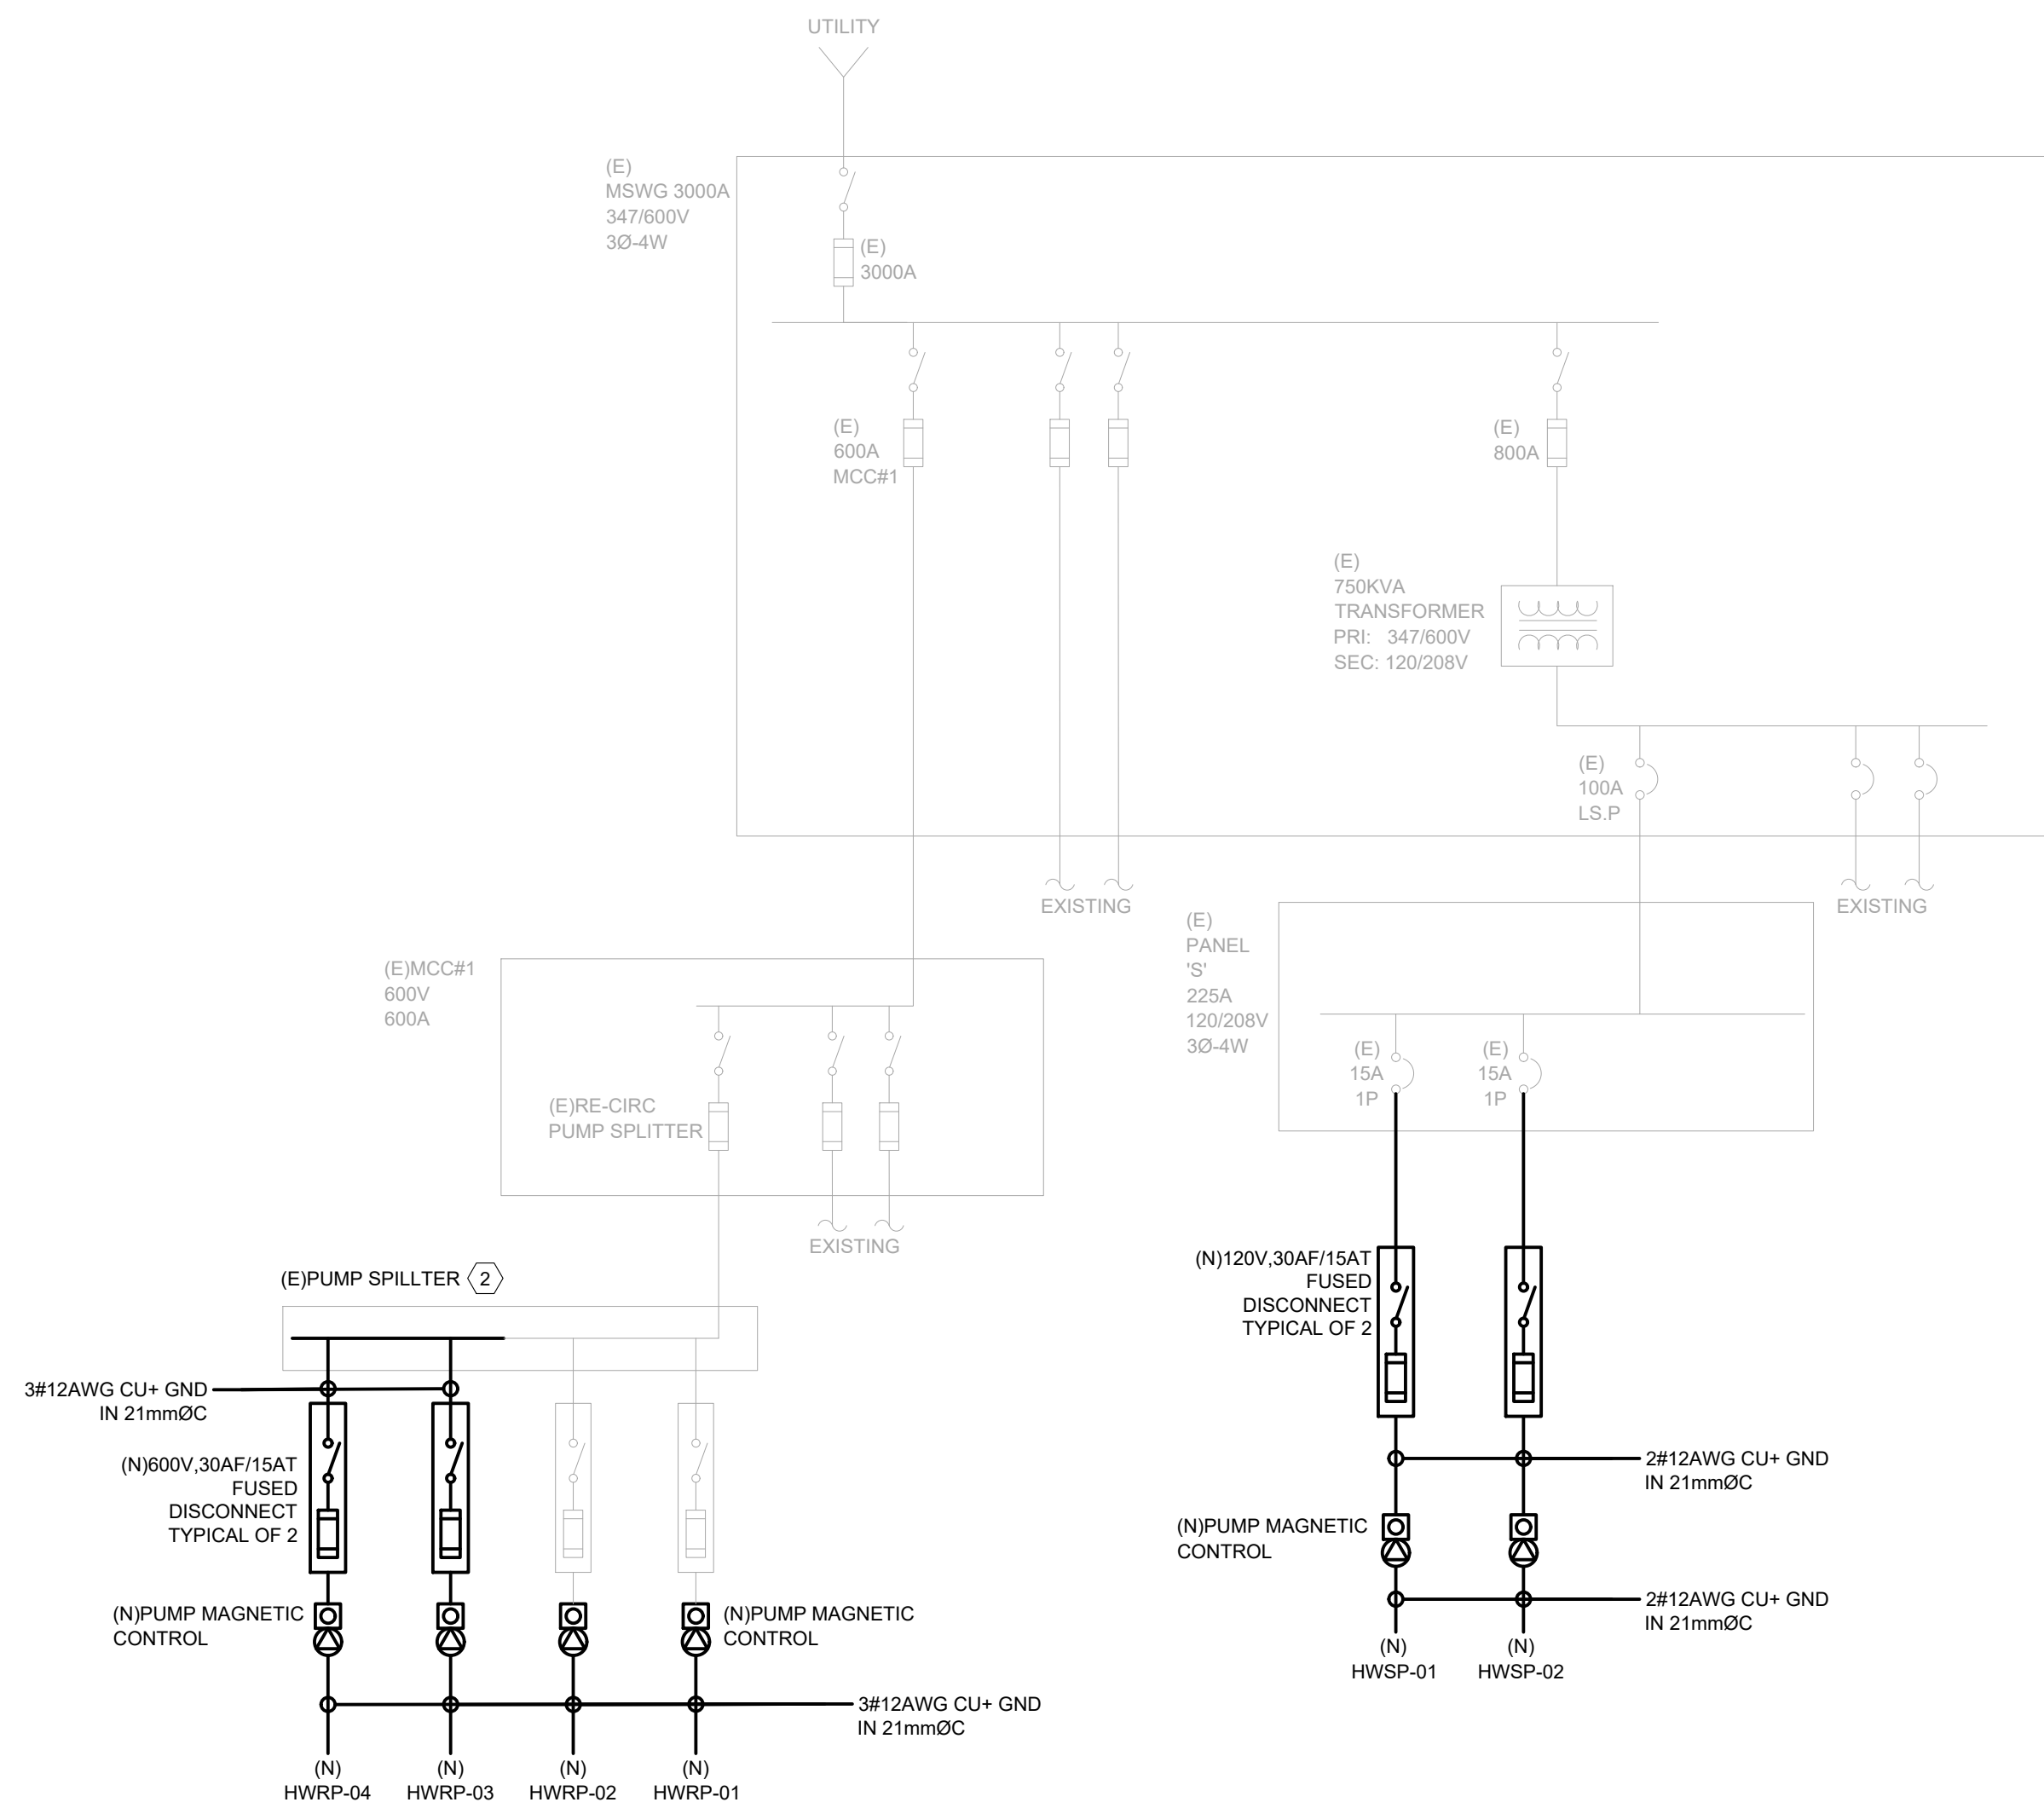 UTILITY
(E)
MSWG 3000A
347/600V
3Ø-4W
(E)
3000A
(E)
600A
MCC#1
(E)
800A
(E)
750KVA
TRANSFORMER
PRI: 347/600V
SEC: 120/208V
(E)
100A
LS.P
EXISTING
EXISTING
(E)
PANEL
'S'
225A
120/208V
3Ø-4W
(E)
15A
1P
(E)
15A
1P
(E)MCC#1
600V
600A
(E)RE-CIRC
PUMP SPLITTER
EXISTING
(E)PUMP SPILLTER 2
3#12AWG CU+ GND
IN 21mmØC
(N)600V,30AF/15AT
FUSED
DISCONNECT
TYPICAL OF 2
(N)PUMP MAGNETIC
CONTROL
(N)PUMP MAGNETIC
CONTROL
3#12AWG CU+ GND
IN 21mmØC
(N)
HWRP-04
(N)
HWRP-03
(N)
HWRP-02
(N)
HWRP-01
(N)120V,30AF/15AT
FUSED
DISCONNECT
TYPICAL OF 2
2#12AWG CU+ GND
IN 21mmØC
(N)PUMP MAGNETIC
CONTROL
2#12AWG CU+ GND
IN 21mmØC
(N)
HWSP-01
(N)
HWSP-02